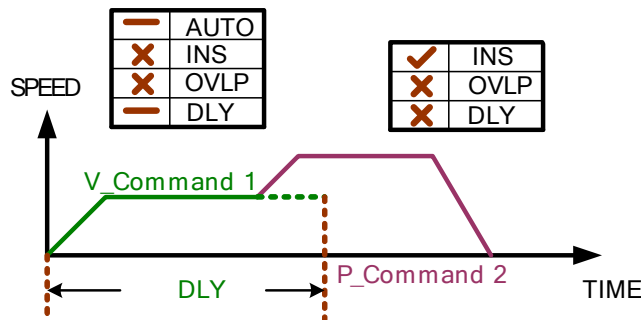 AUTO
INS
OVLP
DLY
INS
OVLP
DLY
SPEED
V_Command 1
P_Command 2
DLY
TIME